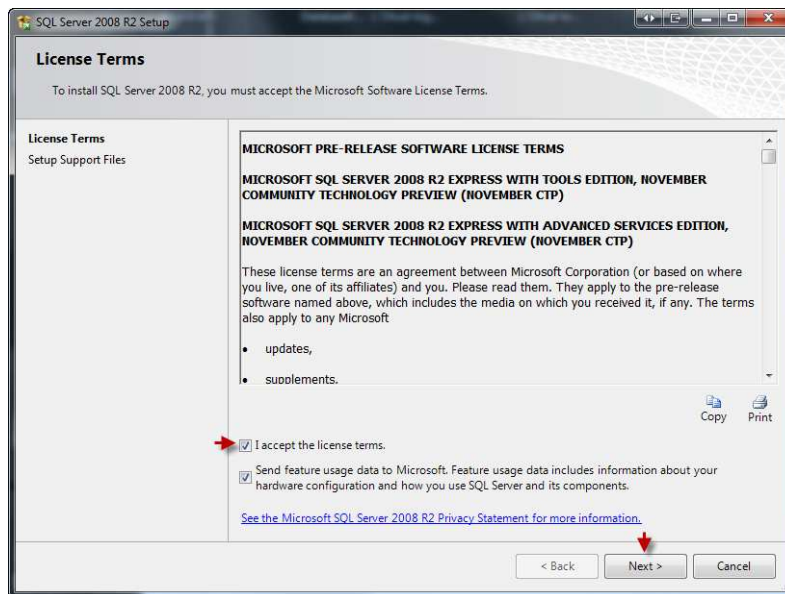 SQL Server 2008 R2 Setup
License Terms
To install SQL Server 2008 R2, you must accept the Microsoft Software License Terms.
License Terms
Setup Support Files
MICROSOFT PRE-RELEASE SOFTWARE LICENSE TERMS
MICROSOFT SQL SERVER 2008 R2 EXPRESS WITH TOOLS EDITION, NOVEMBER
COMMUNITY TECHNOLOGY PREVIEW (NOVEMBER CTP)
MICROSOFT SQL SERVER 2008 R2 EXPRESS WITH ADVANCED SERVICES EDITION,
NOVEMBER COMMUNITY TECHNOLOGY PREVIEW (NOVEMBER CTP)
These license terms are an agreement between Microsoft Corporation (or based on where
you live, one of its affiliates) and you. Please read them. They apply to the pre-release
software named above, which includes the media on which you received it, if any. The terms
also apply to any Microsoft
• updates,
• supplements,
Copy
Print
I accept the license terms.
Send feature usage data to Microsoft. Feature usage data includes information about your
hardware configuration and how you use SQL Server and its components.
See the Microsoft SQL Server 2008 R2 Privacy Statement for more information.
< Back
Next >
Cancel